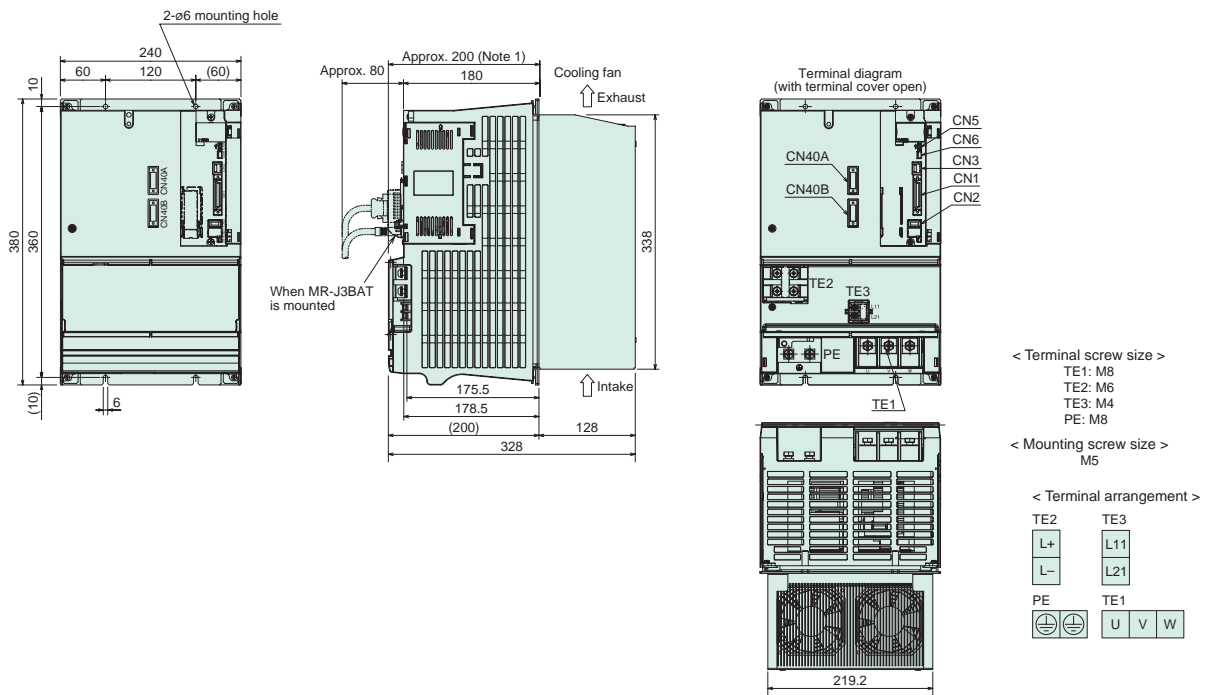 2-ø6 mounting hole
240
60
120
(60)
10
380
360
(10)
6
CN40A
CN40B
Approx. 200 (Note 1)
Approx. 80
180
Cooling fan
Exhaust
When MR-J3BAT
is mounted
338
Intake
175.5
178.5
(200)
128
328
Terminal diagram
(with terminal cover open)
CN5
CN6
CN3
CN1
CN2
CN40A
CN40B
TE2
TE3
L11
L21
PE
U
V
W
TE1
219.2
< Terminal screw size >
TE1: M8
TE2: M6
TE3: M4
PE: M8
< Mounting screw size >
M5
< Terminal arrangement >
TE2
TE3
L+
L11
L–
L21
PE
TE1
U V W